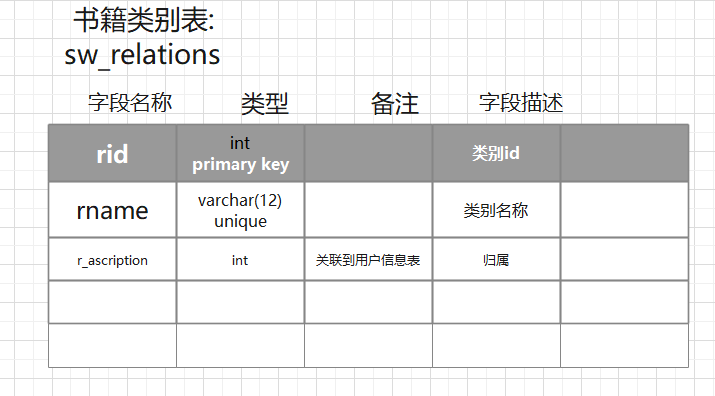 书籍类别表:
sw_relations
字段名称 类型 备注 字段描述
rid int 类别id
primary key
rname varchar(12) 类别名称
unique
r_ascription int 关联到用户信息表 归属